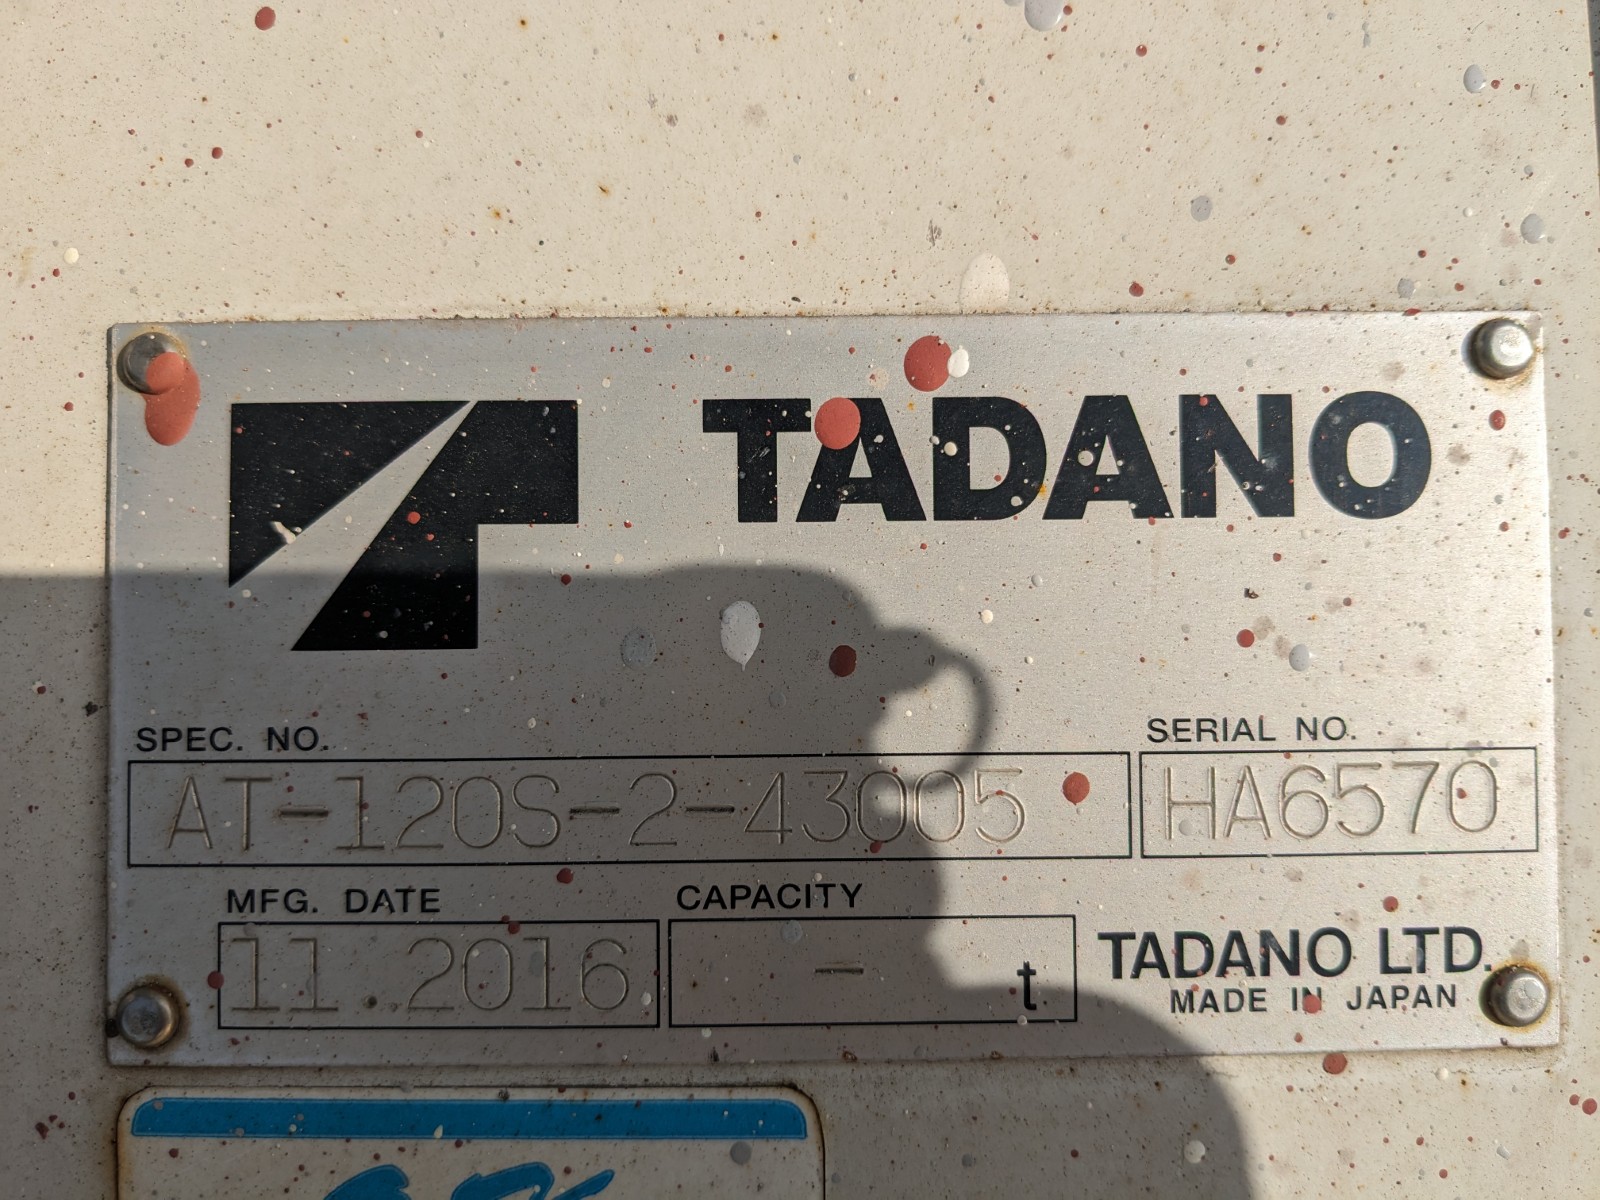 TADANO
SPEC. NO.
AT-120S-2-43005
SERIAL NO.
HA6570
MFG. DATE
11.2016
CAPACITY
- t
TADANO LTD.
MADE IN JAPAN